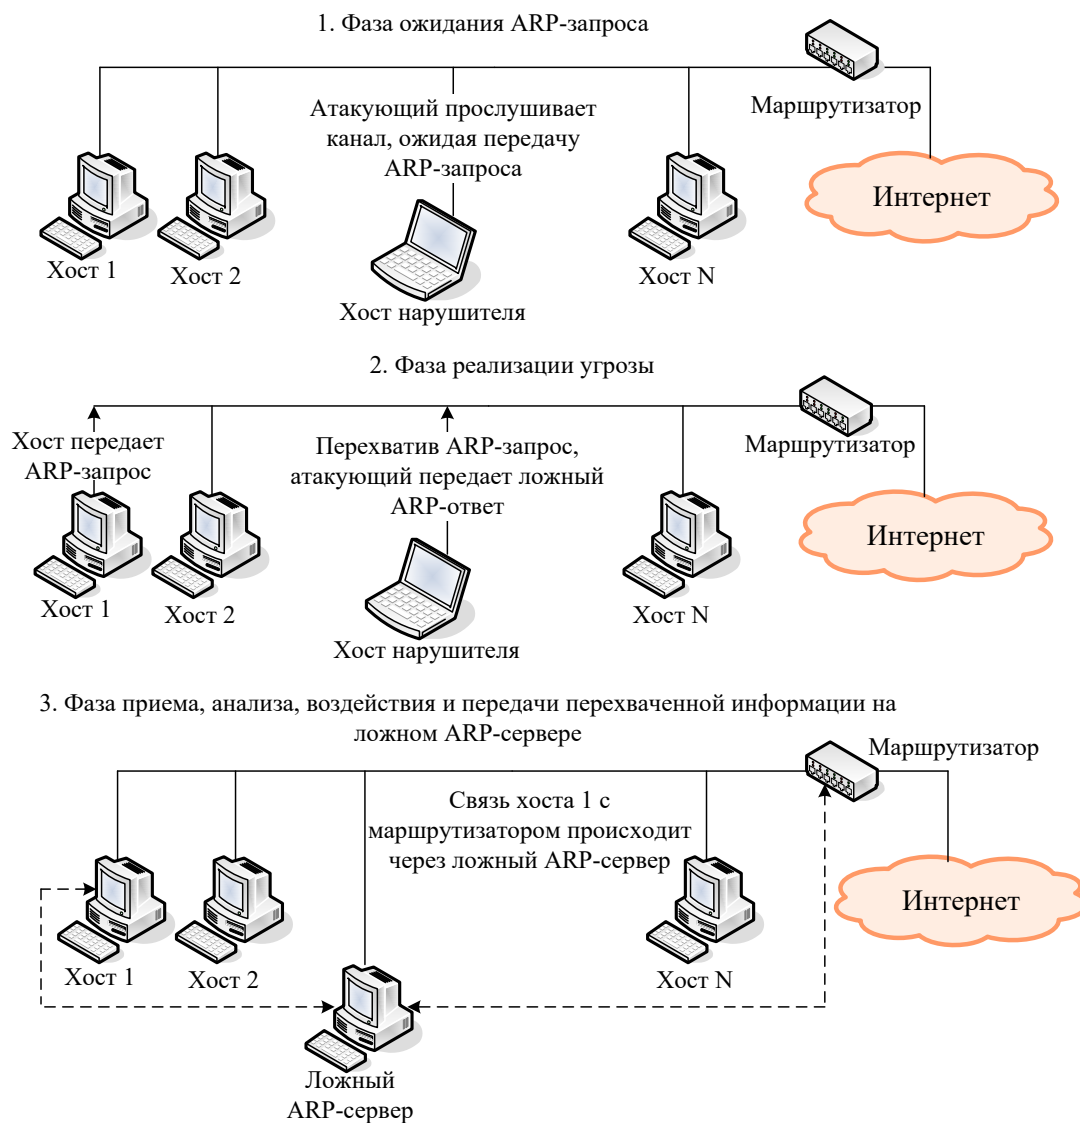 1. Фаза ожидания ARP-запроса
Маршрутизатор
Атакующий прослушивает
канал, ожидая передачу
ARP-запроса
Интернет
Хост 1
Хост 2
Хост N
Хост нарушителя
2. Фаза реализации угрозы
Хост передает
ARP-запрос
Перехватив ARP-запрос,
атакующий передает ложный
ARP-ответ
Маршрутизатор
Интернет
Хост 1
Хост 2
Хост N
Хост нарушителя
3. Фаза приема, анализа, воздействия и передачи перехваченной информации на
ложном ARP-сервере
Маршрутизатор
Связь хоста 1 с
маршрутизатором происходит
через ложный ARP-сервер
Интернет
Хост 1
Хост 2
Хост N
Ложный
ARP-сервер